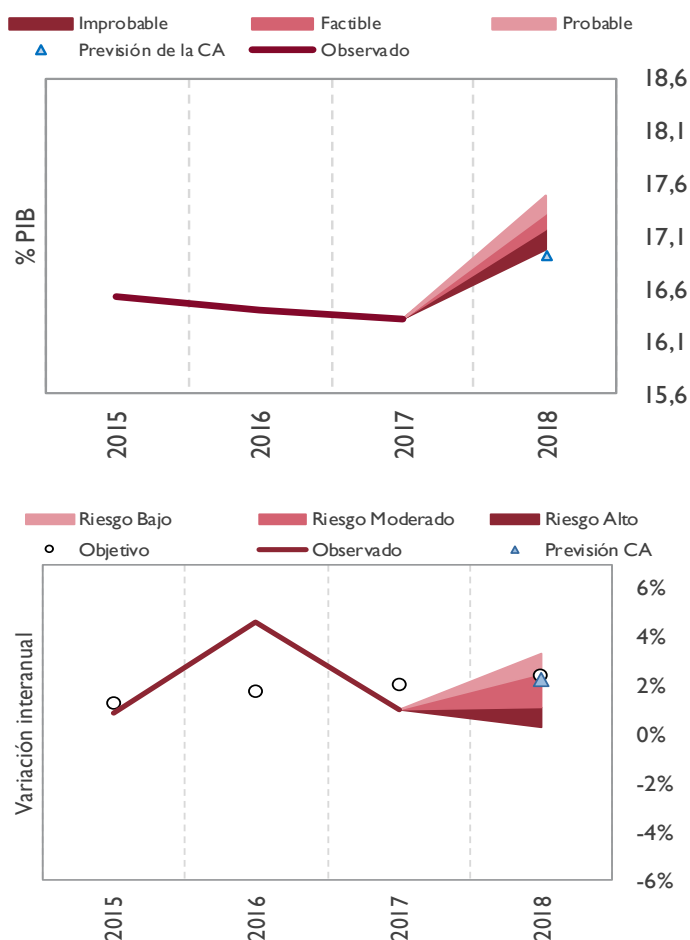 Improbable Factible Probable
Previsión de la CA Observado
% PIB
18,6
18,1
17,6
17,1
16,6
16,1
15,6
2015 2016 2017 2018
Riesgo Bajo Riesgo Moderado Riesgo Alto
Objetivo Observado Previsión CA
Variación interanual
6%
4%
2%
0%
-2%
-4%
-6%
2015 2016 2017 2018